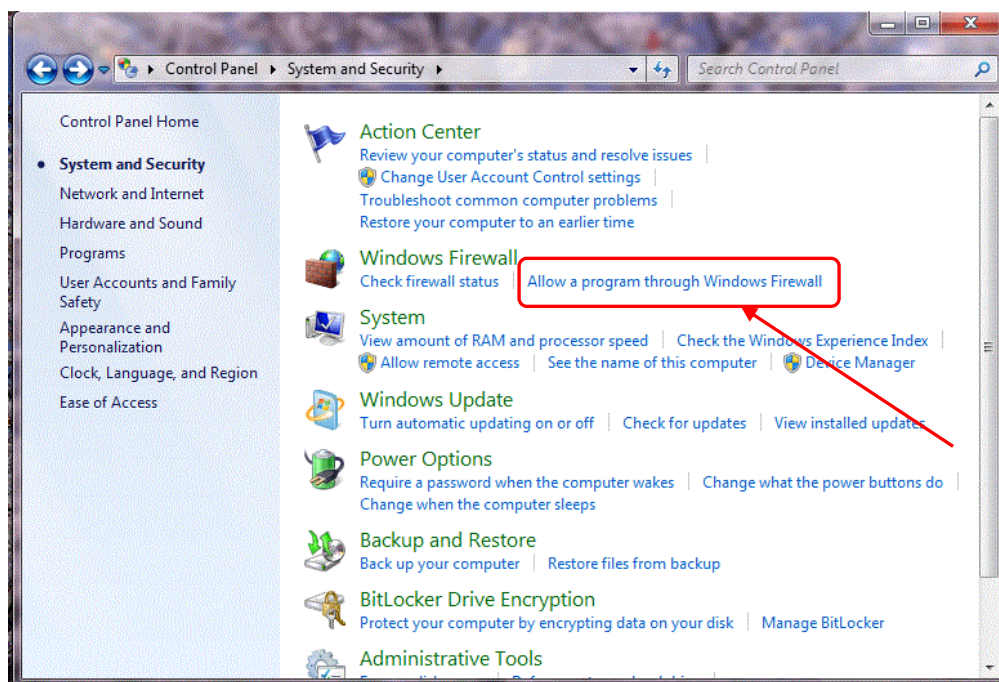 Control Panel System and Security Search Control Panel
Control Panel Home
System and Security
Network and Internet
Hardware and Sound
Programs
User Accounts and Family
Safety
Appearance and
Personalization
Clock, Language, and Region
Ease of Access
Action Center
Review your computer's status and resolve issues
Change User Account Control settings
Troubleshoot common computer problems
Restore your computer to an earlier time
Windows Firewall
Check firewall status Allow a program through Windows Firewall
System
View amount of RAM and processor speed Check the Windows Experience Index
Allow remote access See the name of this computer Device Manager
Windows Update
Turn automatic updating on or off Check for updates View installed updates
Power Options
Require a password when the computer wakes Change what the power buttons do
Change when the computer sleeps
Backup and Restore
Back up your computer Restore files from backup
BitLocker Drive Encryption
Protect your computer by encrypting data on your disk Manage BitLocker
Administrative Tools